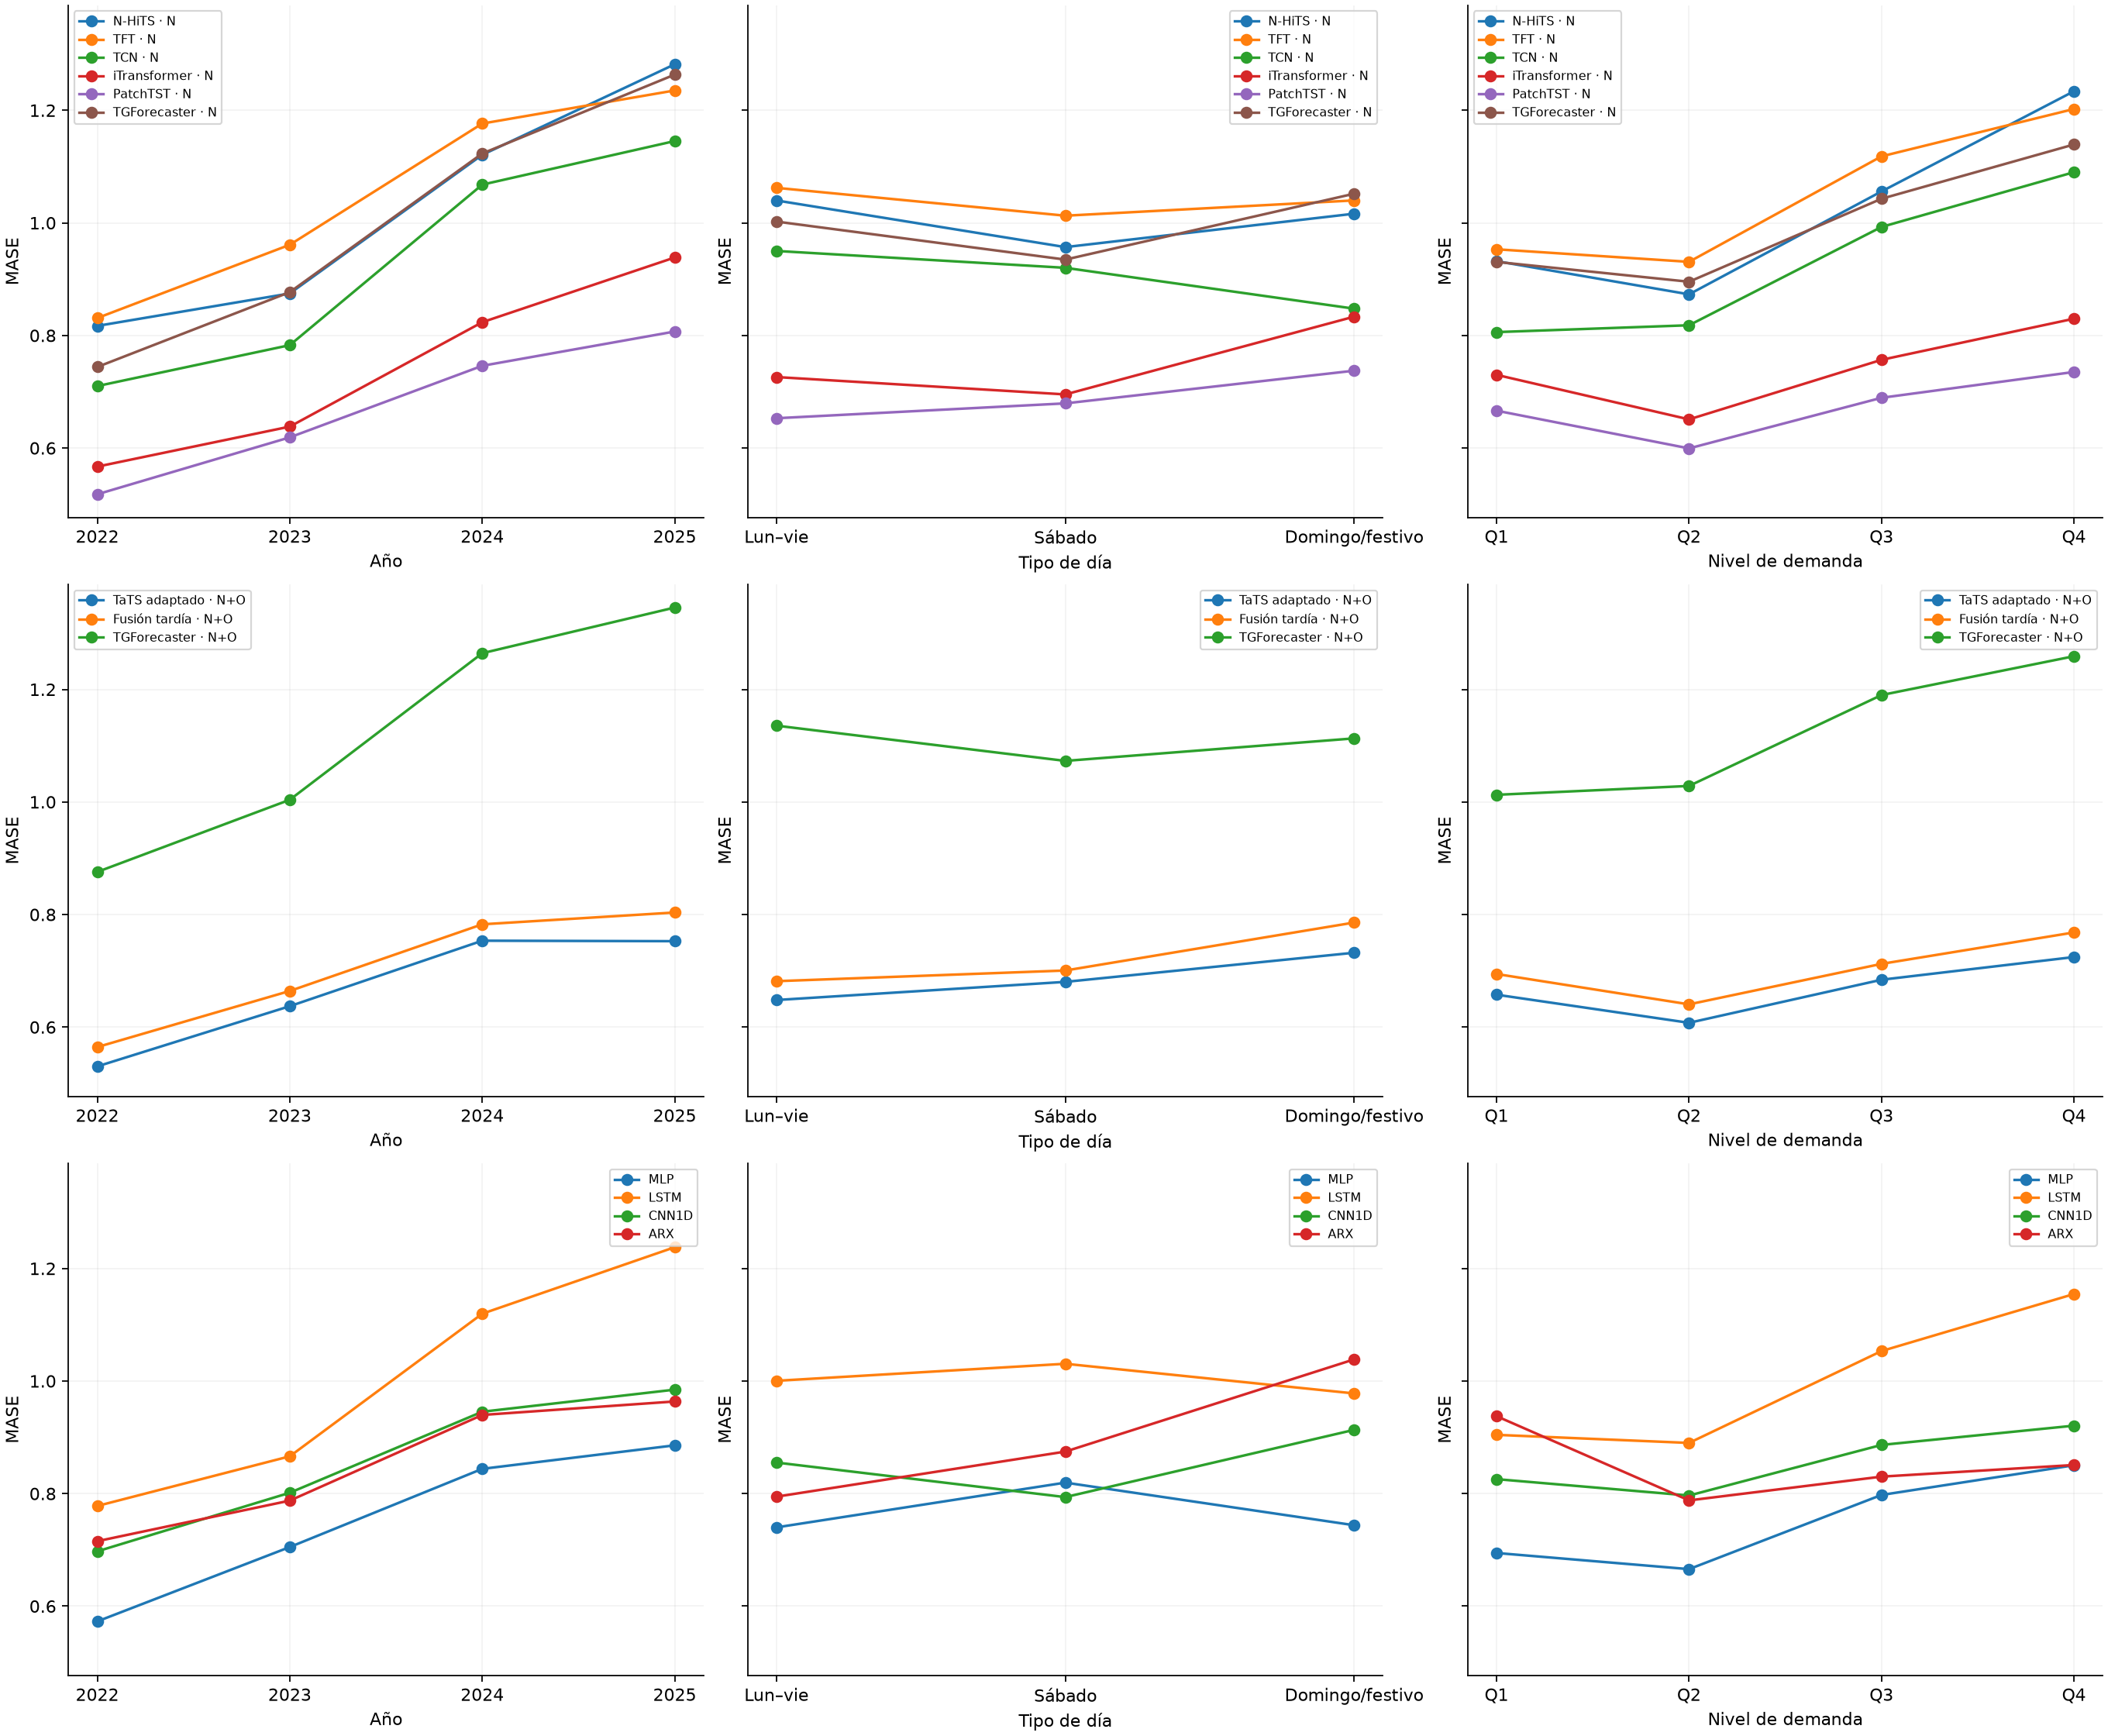 N-HiTS · N
TFT · N
TCN · N
iTransformer · N
PatchTST · N
TGForecaster · N
MASE
1.2
1.0
0.8
0.6
2022 2023 2024 2025
Año
N-HiTS · N
TFT · N
TCN · N
iTransformer · N
PatchTST · N
TGForecaster · N
MASE
Lun–vie Sábado Domingo/festivo
Tipo de día
N-HiTS · N
TFT · N
TCN · N
iTransformer · N
PatchTST · N
TGForecaster · N
MASE
Q1 Q2 Q3 Q4
Nivel de demanda
TaTS adaptado · N+O
Fusión tardía · N+O
TGForecaster · N+O
MASE
1.2
1.0
0.8
0.6
2022 2023 2024 2025
Año
TaTS adaptado · N+O
Fusión tardía · N+O
TGForecaster · N+O
MASE
Lun–vie Sábado Domingo/festivo
Tipo de día
TaTS adaptado · N+O
Fusión tardía · N+O
TGForecaster · N+O
MASE
Q1 Q2 Q3 Q4
Nivel de demanda
MLP
LSTM
CNN1D
ARX
MASE
1.2
1.0
0.8
0.6
2022 2023 2024 2025
Año
MLP
LSTM
CNN1D
ARX
MASE
Lun–vie Sábado Domingo/festivo
Tipo de día
MLP
LSTM
CNN1D
ARX
MASE
Q1 Q2 Q3 Q4
Nivel de demanda